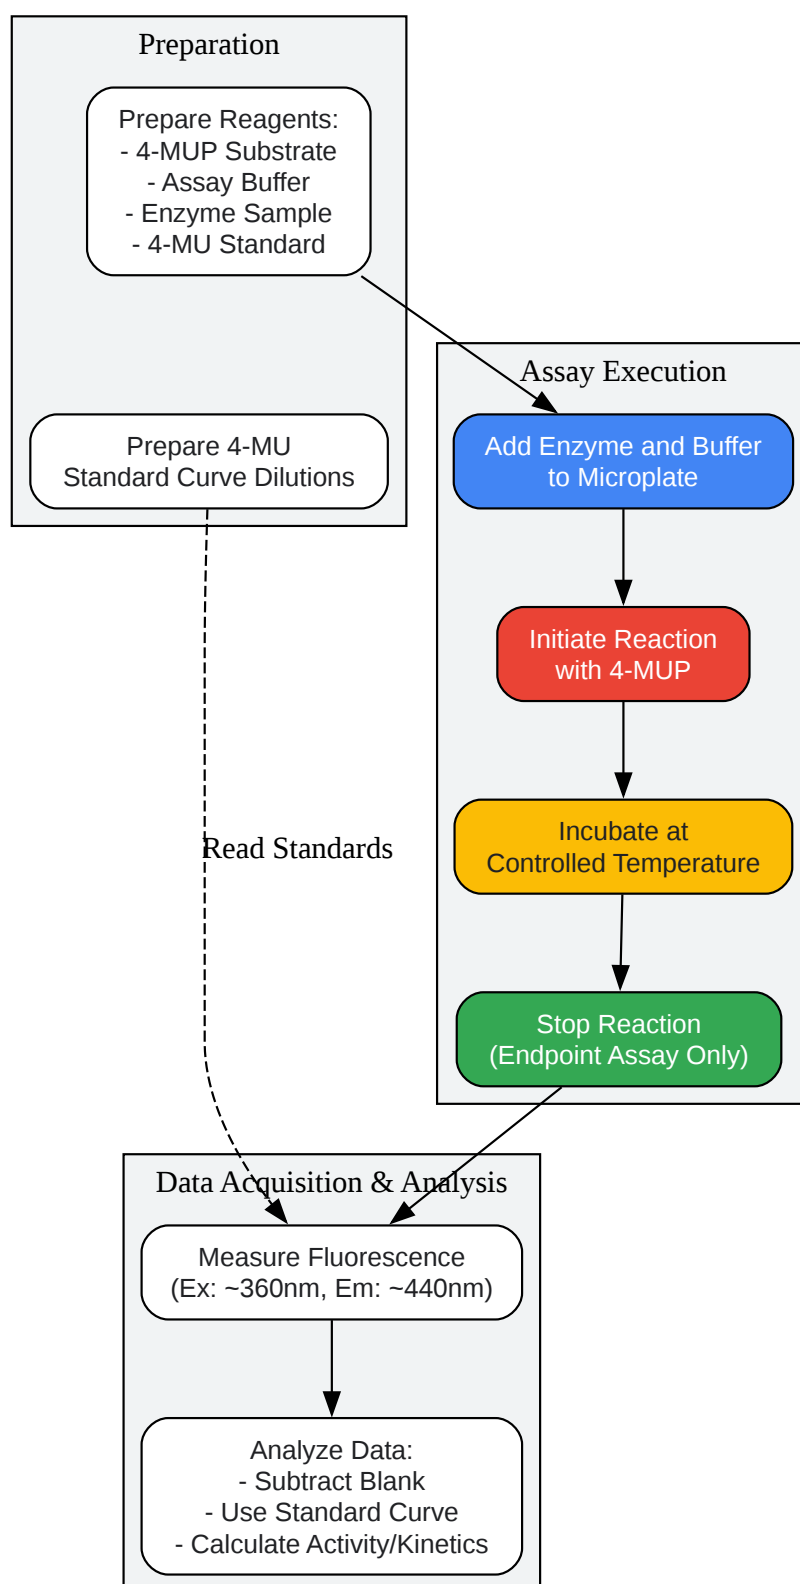 Preparation
Prepare Reagents:
- 4-MUP Substrate
- Assay Buffer
- Enzyme Sample
- 4-MU Standard
Prepare 4-MU
Standard Curve Dilutions
Assay Execution
Add Enzyme and Buffer
to Microplate
Initiate Reaction
with 4-MUP
Incubate at
Controlled Temperature
Stop Reaction
(Endpoint Assay Only)
Read Standards
Data Acquisition & Analysis
Measure Fluorescence
(Ex: ~360nm, Em: ~440nm)
Analyze Data:
- Subtract Blank
- Use Standard Curve
- Calculate Activity/Kinetics